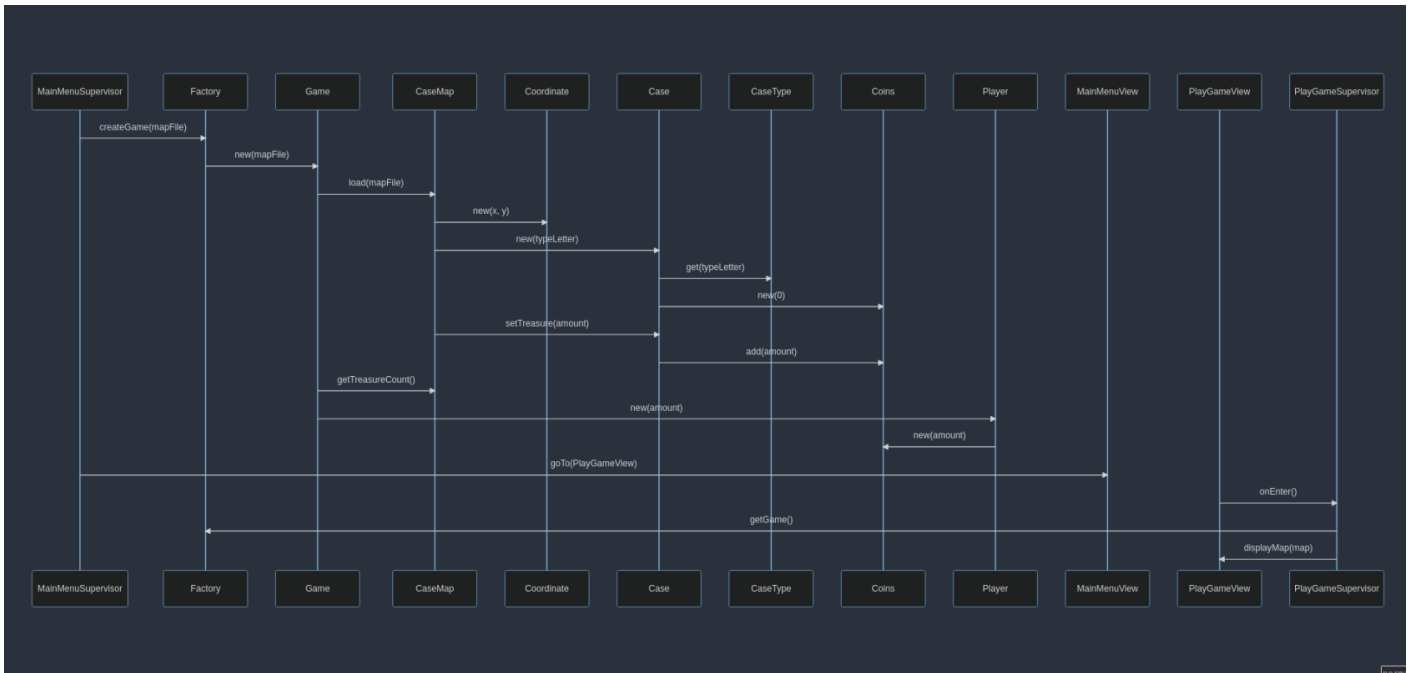 MainMenuSupervisor Factory Game CaseMap Coordinate Case CaseType Coins Player MainMenuView PlayGameView PlayGameSupervisor
createGame(mapFile)
new(mapFile)
load(mapFile)
new(x, y)
new(typeLetter)
get(typeLetter)
new(0)
setTreasure(amount)
add(amount)
getTreasureCount()
new(amount)
new(amount)
goTo(PlayGameView)
onEnter()
getGame()
displayMap(map)
MainMenuSupervisor Factory Game CaseMap Coordinate Case CaseType Coins Player MainMenuView PlayGameView PlayGameSupervisor